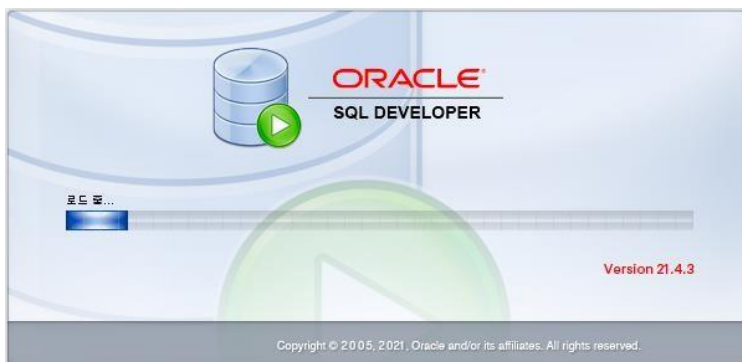 ORACLE
SQL DEVELOPER
로드 중...
Version 21.4.3
Copyright © 2005, 2021, Oracle and/or its affiliates. All rights reserved.